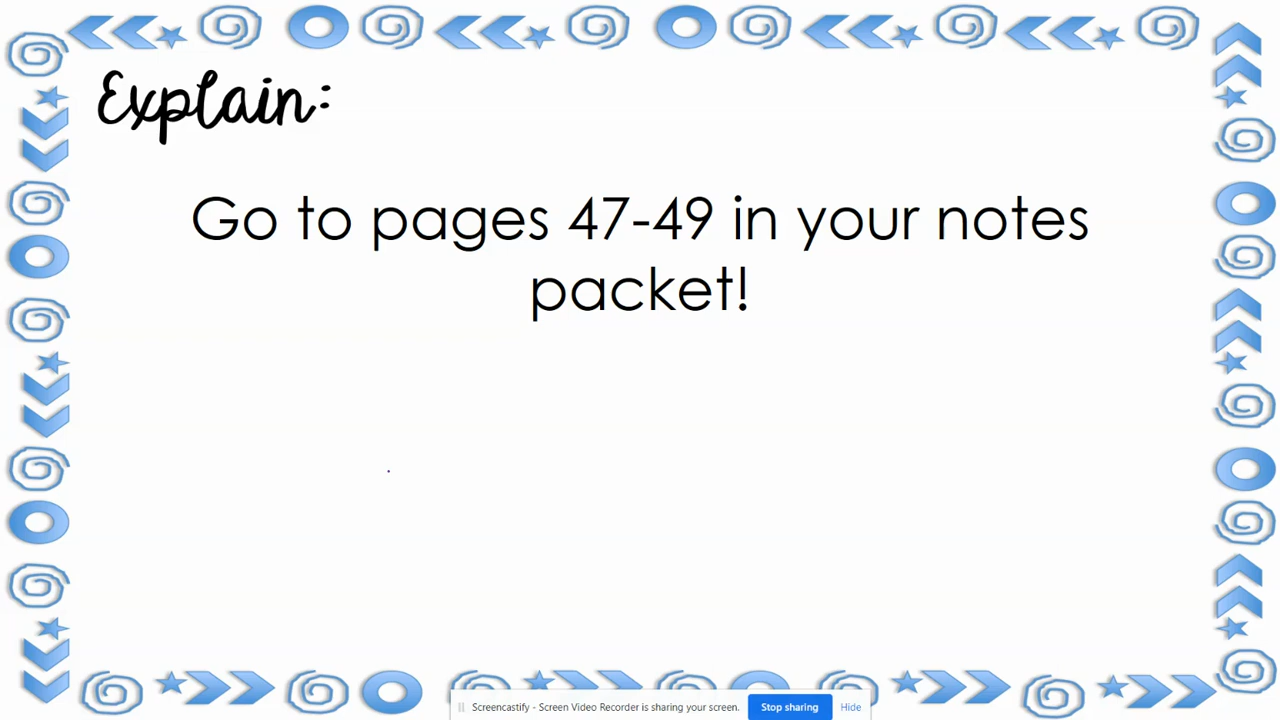 Explain:
Go to pages 47-49 in your notes
packet!
Screencastify - Screen Video Recorder is sharing your screen.
Stop sharing
Hide